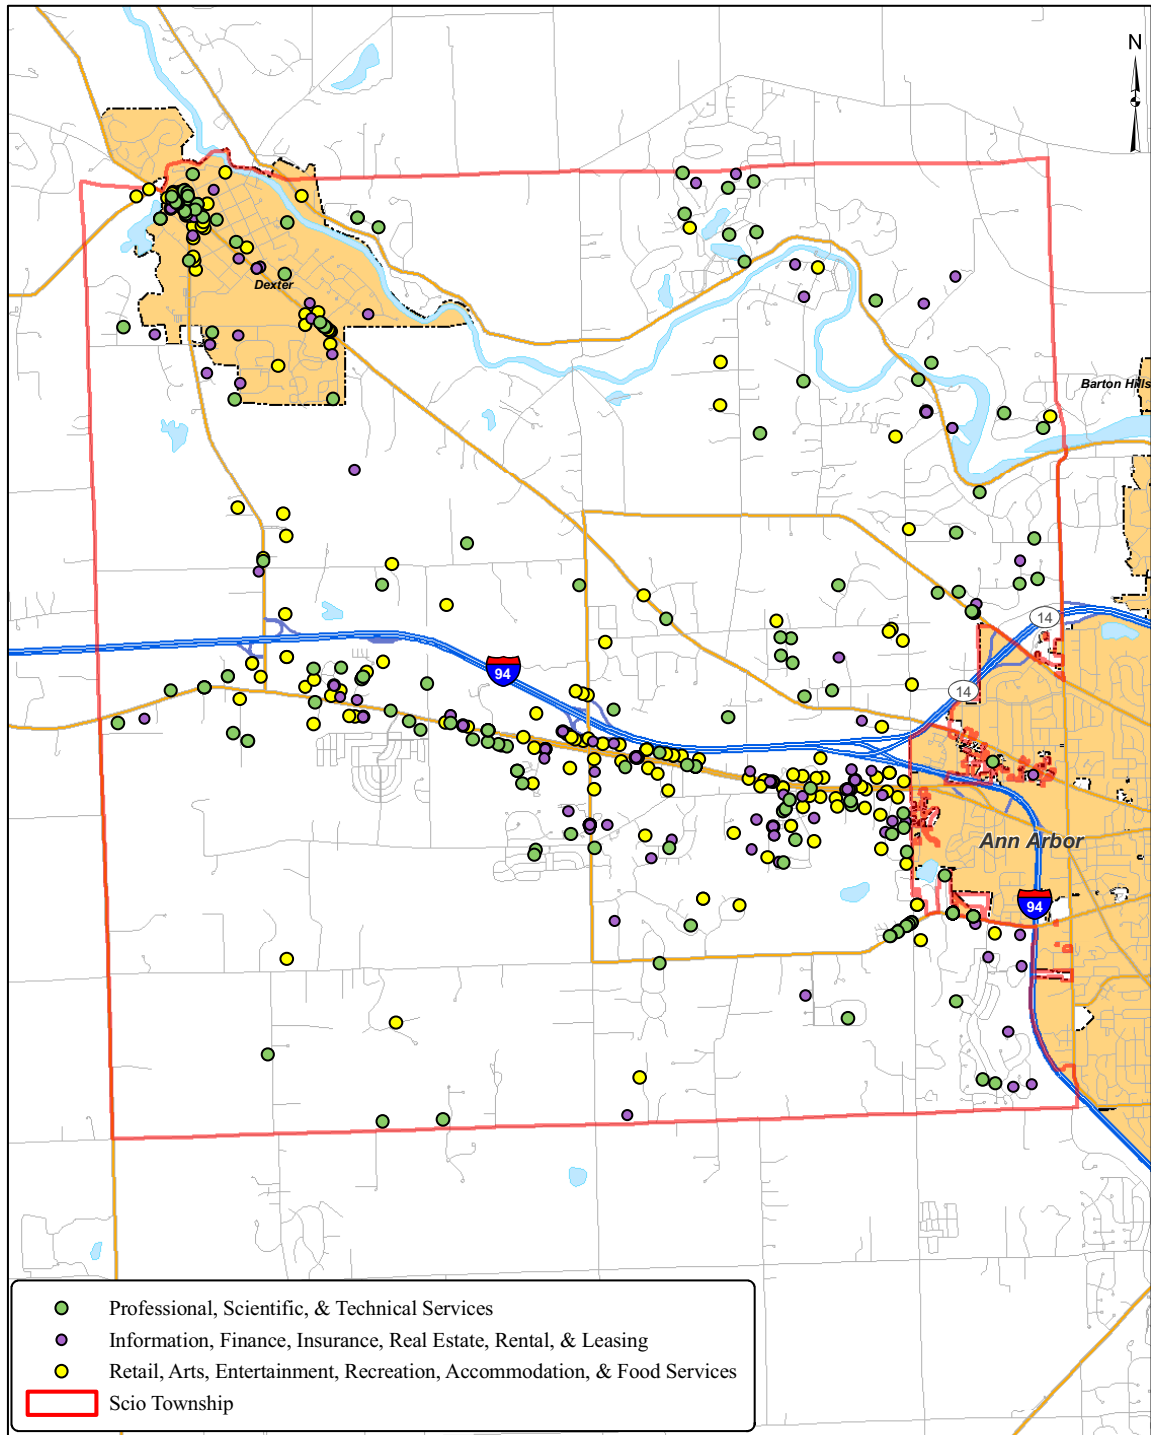 N
Dexter
Barton Hills
14
94
14
Ann Arbor
94
Professional, Scientific, & Technical Services
Information, Finance, Insurance, Real Estate, Rental, & Leasing
Retail, Arts, Entertainment, Recreation, Accommodation, & Food Services
Scio Township